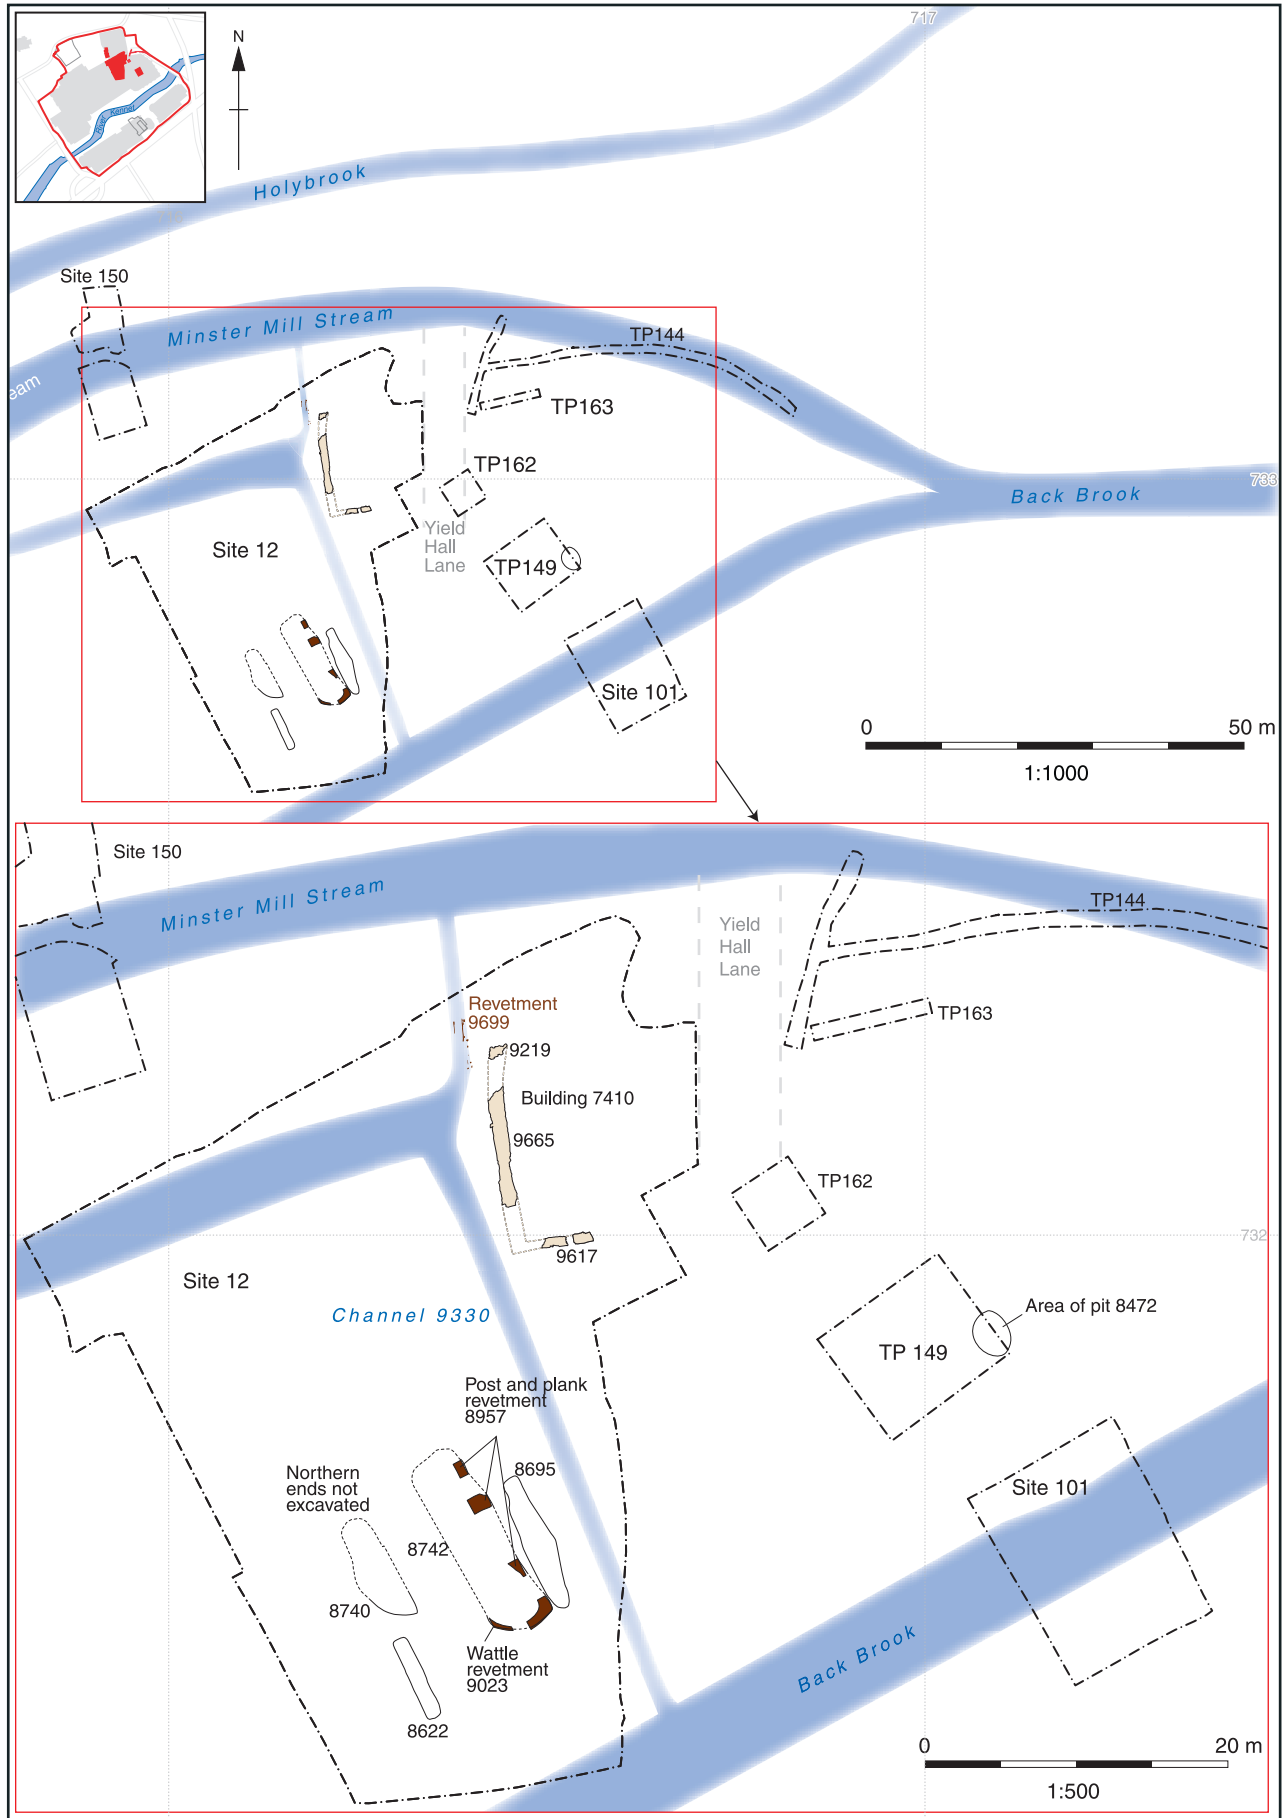 N
717
River Kennet
Holybrook
Site 150
Minster Mill Stream
eam
TP144
TP163
TP162
733
Back Brook
Yield
Hall
Lane
Site 12
TP149
Site 101
0 50 m
1:1000
Site 150
Minster Mill Stream
TP144
Yield
Hall
Lane
Revetment
9699
TP163
9219
Building 7410
9665
TP162
9617
732
Site 12
Channel 9330
Area of pit 8472
TP 149
Post and plank
revetment
8957
8695
Northern
ends not
excavated
Site 101
8742
8740
Wattle
revetment
9023
Back Brook
8622
0 20 m
1:500